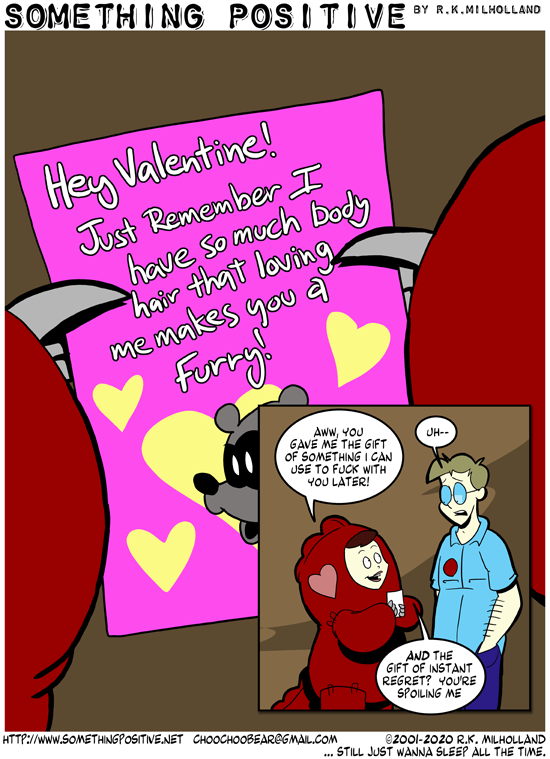 SOMETHING POSITIVE BY R.K.MILHOLLAND
Hey Valentine!
Just Remember I
have so much body
hair that loving
me makes you a
Furry!
AWW, YOU
GAVE ME THE GIFT
OF SOMETHING I CAN
USE TO FUCK WITH
YOU LATER!
UH--
AND THE
GIFT OF INSTANT
REGRET? YOU'RE
SPOILING ME
HTTP://WWW.SOMETHINGPOSITIVE.NET CHOOCHOOBEAR@GMAIL.COM ©2001-2020 R.K. MILHOLLAND
... STILL JUST WANNA SLEEP ALL THE TIME.